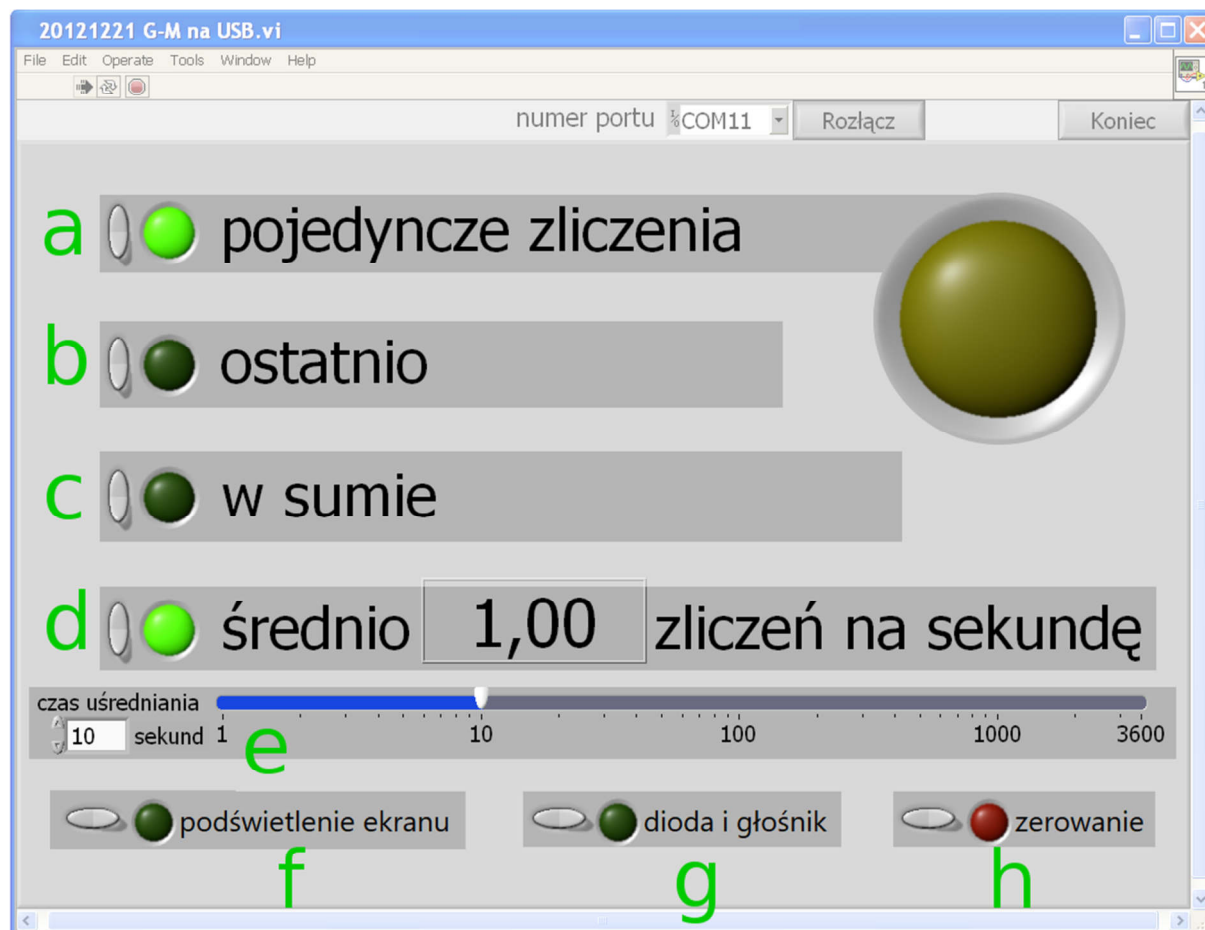 20121221 G-M na USB.vi
File Edit Operate Tools Window Help
numer portu COM11 Rozłącz Koniec
a pojedyncze zliczenia
b ostatnio
c w sumie
d średnio 1,00 zliczeń na sekundę
czas uśredniania
10 sekund 1 10 100 1000 3600
e
podświetlenie ekranu dioda i głośnik zerowanie
f g h